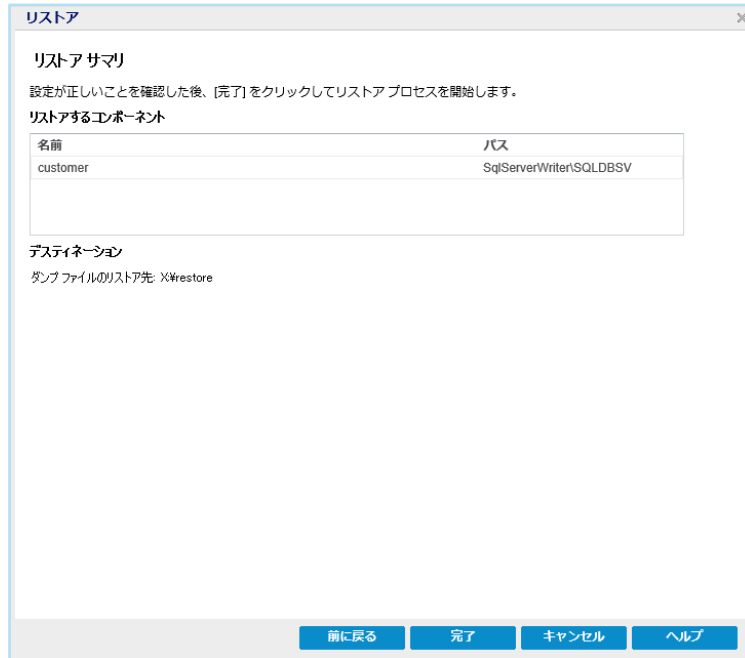 リストア
リストア サマリ
設定が正しいことを確認した後、[完了] をクリックしてリストア プロセスを開始します。
リストアするコンポーネント
名前 パス
customer SqlServerWriter\SQLDBSV
デスティネーション
ダンプ ファイルのリストア先: X:¥restore
前に戻る 完了 キャンセル ヘルプ